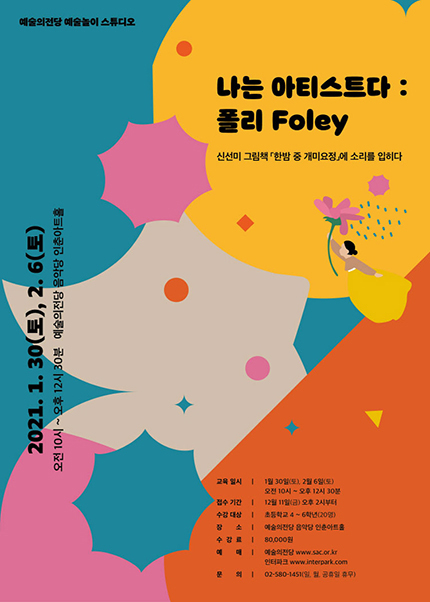 예술의전당 예술놀이 스튜디오
나는 아티스트다 :
폴리 Foley
신선미 그림책 「한밤 중 개미요정」에 소리를 입히다
2021. 1. 30(토), 2. 6(토)
오전 10시 ~ 오후 12시 30분 예술의전당 음악당 인춘아트홀
교육 일시 | 1월 30일(토), 2월 6일(토)
오전 10시 ~ 오후 12시 30분
접수 기간 | 12월 11일(금) 오후 2시부터
수강 대상 | 초등학교 4 ~ 6학년(20명)
장 소 | 예술의전당 음악당 인춘아트홀
수 강 료 | 80,000원
예 매 | 예술의전당 www.sac.or.kr
인터파크 www.interpark.com
문 의 | 02-580-1451(일, 월, 공휴일 휴무)